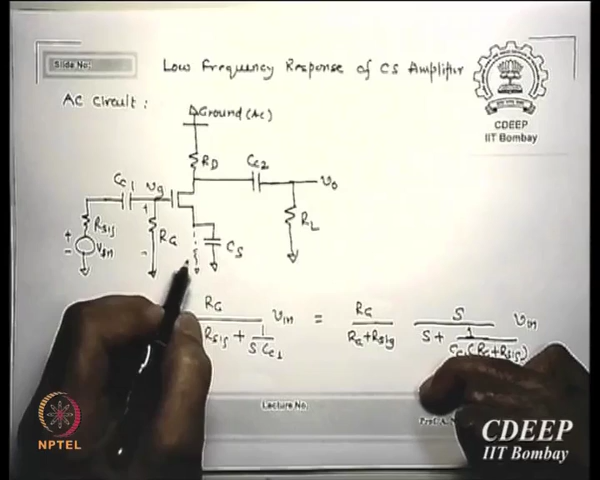 Slide No:
Low Frequency Response of CS Amplifier
CDEEP
IIT Bombay
AC Circuit :
Ground (AC)
RD
CC2
CC1
vg
vo
+
Rsig
RG
RL
CS
+
-
Vsn
-
RG / Rsig + 1/SCC1 Vin = RG / RG+Rsig S / S + 1/CC1(RG+Rsig) Vin
Lecture No:
Prof. A.
NPTEL
CDEEP
IIT Bombay